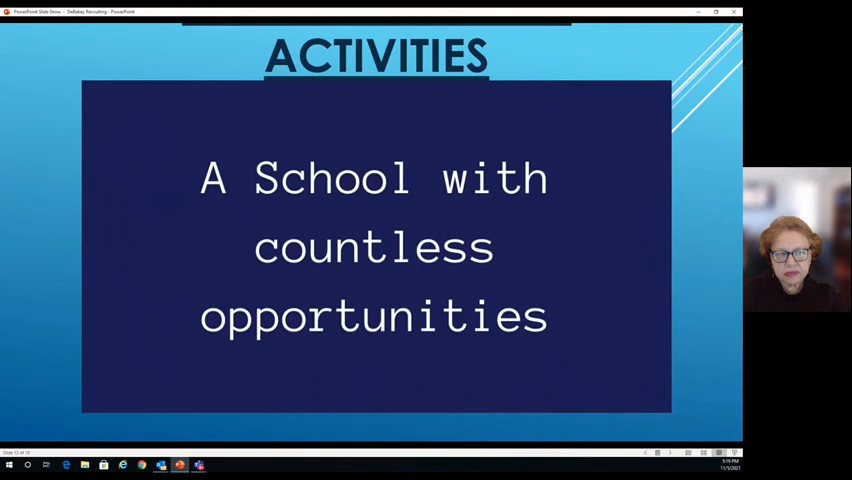 PowerPoint Slide Show - DeBakey Recruiting - PowerPoint
ACTIVITIES
A School with
countless
opportunities
Slide 13 of 19
5:19 PM
11/5/2021